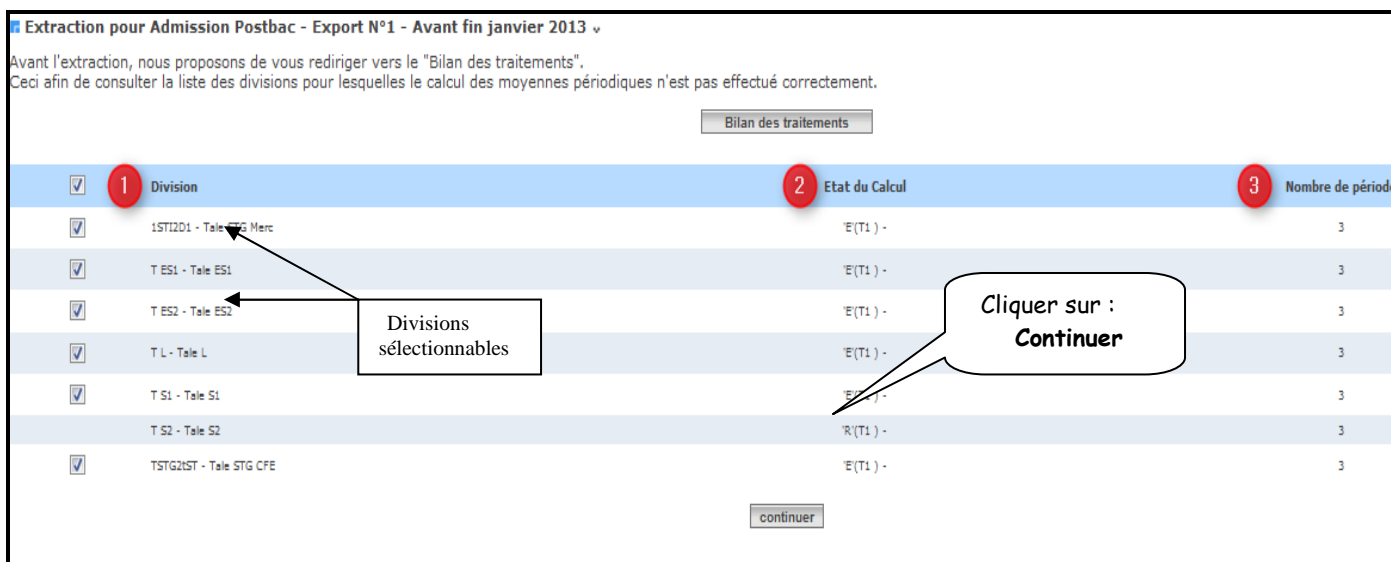 Extraction pour Admission Postbac - Export N°1 - Avant fin janvier 2013
Avant l'extraction, nous proposons de vous rediriger vers le "Bilan des traitements".
Ceci afin de consulter la liste des divisions pour lesquelles le calcul des moyennes périodiques n'est pas effectué correctement.
Bilan des traitements
1 Division 2 Etat du Calcul 3 Nombre de période
1STI2D1 - Tale STG Merc 'E'(T1 ) - 3
T ES1 - Tale ES1 'E'(T1 ) - 3
T ES2 - Tale ES2 'E'(T1 ) - 3
T L - Tale L 'E'(T1 ) - 3
T S1 - Tale S1 'E'(T1 ) - 3
T S2 - Tale S2 'R'(T1 ) - 3
TSTG2tST - Tale STG CFE 'E'(T1 ) - 3
Divisions
sélectionnables
Cliquer sur :
Continuer
continuer